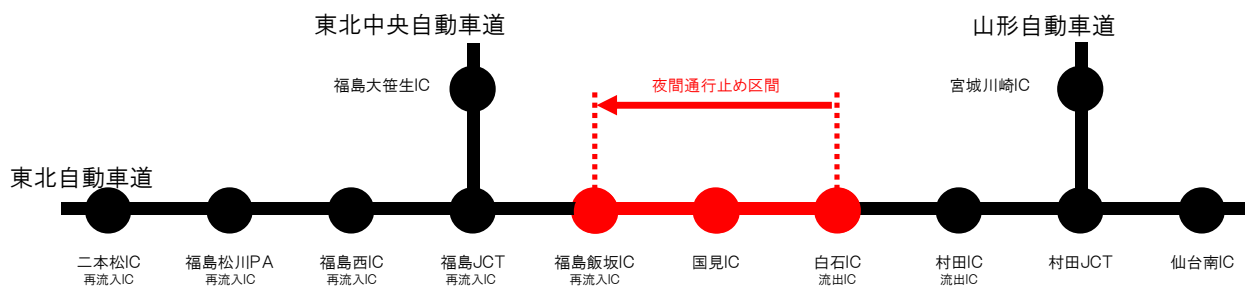 東北中央自動車道
山形自動車道
福島大笹生IC
夜間通行止め区間
宮城川崎IC
東北自動車道
二本松IC
再流入IC
福島松川PA
再流入IC
福島西IC
再流入IC
福島JCT
再流入IC
福島飯坂IC
再流入IC
国見IC
白石IC
流出IC
村田IC
流出IC
村田JCT
仙台南IC